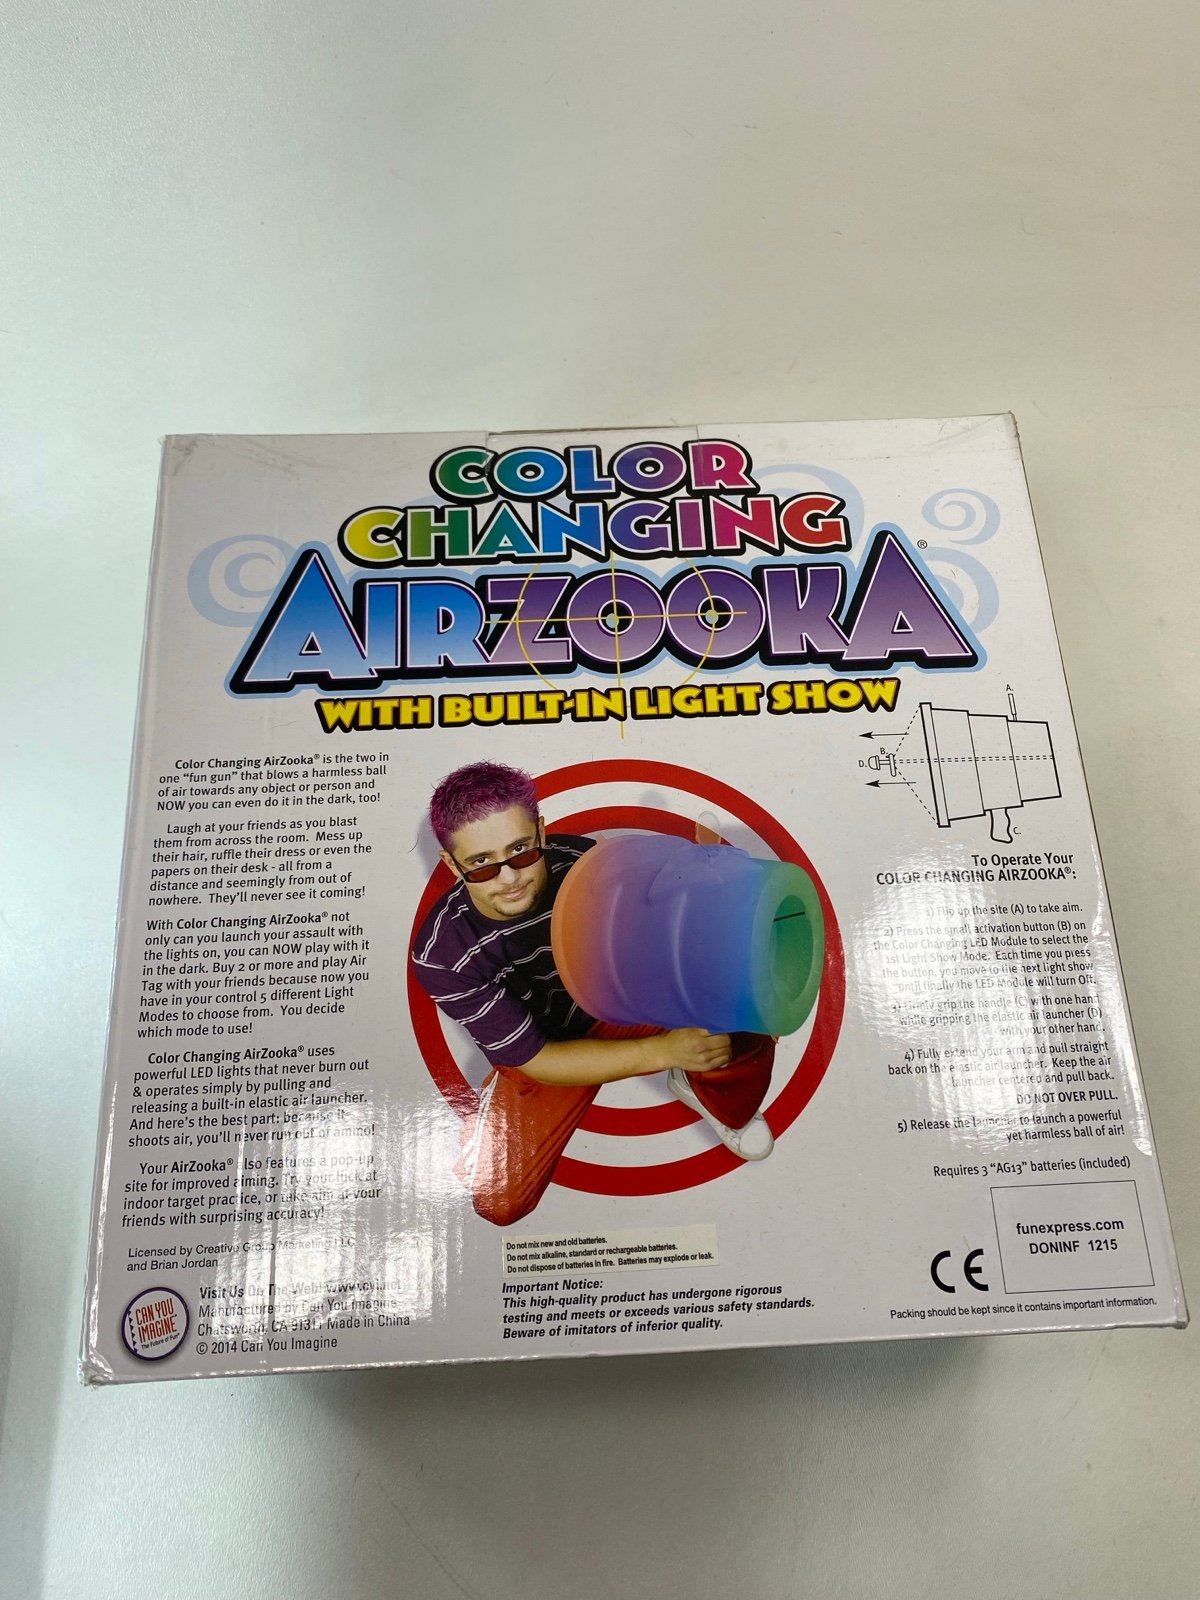 COLOR
CHANGING
AIRZOOKA®
WITH BUILT-IN LIGHT SHOW
Color Changing AirZooka® is the two in
one “fun gun” that blows a harmless ball
of air towards any object or person and
NOW you can even do it in the dark, too!
Laugh at your friends as you blast
them from across the room. Mess up
their hair, ruffle their dress or even the
papers on their desk - all from a
distance and seemingly from out of
nowhere. They'll never see it coming!
With Color Changing AirZooka® not
only can you launch your assault with
the lights on, you can NOW play with it
in the dark. Buy 2 or more and play Air
Tag with your friends because now you
have in your control 5 different Light
Modes to choose from. You decide
which mode to use!
Color Changing AirZooka® uses
powerful LED lights that never burn out
& operates simply by pulling and
releasing a built-in elastic air launcher.
And here's the best part: because it
shoots air, you'll never run out of ammo!
Your AirZooka® also features a pop-up
site for improved aiming. Try your luck at
indoor target practice, or take aim at your
friends with surprising accuracy!
Licensed by Creative Group Marketing LLC
and Brian Jordan
CAN YOU
IMAGINE
The Future of Fun
Visit Us On The Web!
Manufactured by Can You Imagine
Chatsworth, CA 91311 Made in China
© 2014 Can You Imagine
Do not mix new and old batteries.
Do not mix alkaline, standard or rechargeable batteries.
Do not dispose of batteries in fire. Batteries may explode or leak.
Important Notice:
This high-quality product has undergone rigorous
testing and meets or exceeds various safety standards.
Beware of imitators of inferior quality.
A.
B.
D.
C.
To Operate Your
COLOR CHANGING AIRZOOKA®:
1) Flip up the site (A) to take aim.
2) Press the small activation button (B) on
the Color Changing LED Module to select the
1st Light Show Mode. Each time you press
the button, you move to the next light show
until finally the LED Module will turn Off.
3) Firmly grip the handle (C) with one hand
while gripping the elastic air launcher (D)
with your other hand.
4) Fully extend your arm and pull straight
back on the elastic air launcher. Keep the air
launcher centered and pull back.
DO NOT OVER PULL.
5) Release the launcher to launch a powerful
yet harmless ball of air!
Requires 3 “AG13” batteries (included)
CE
funexpress.com
DONINF 1215
Packing should be kept since it contains important information.